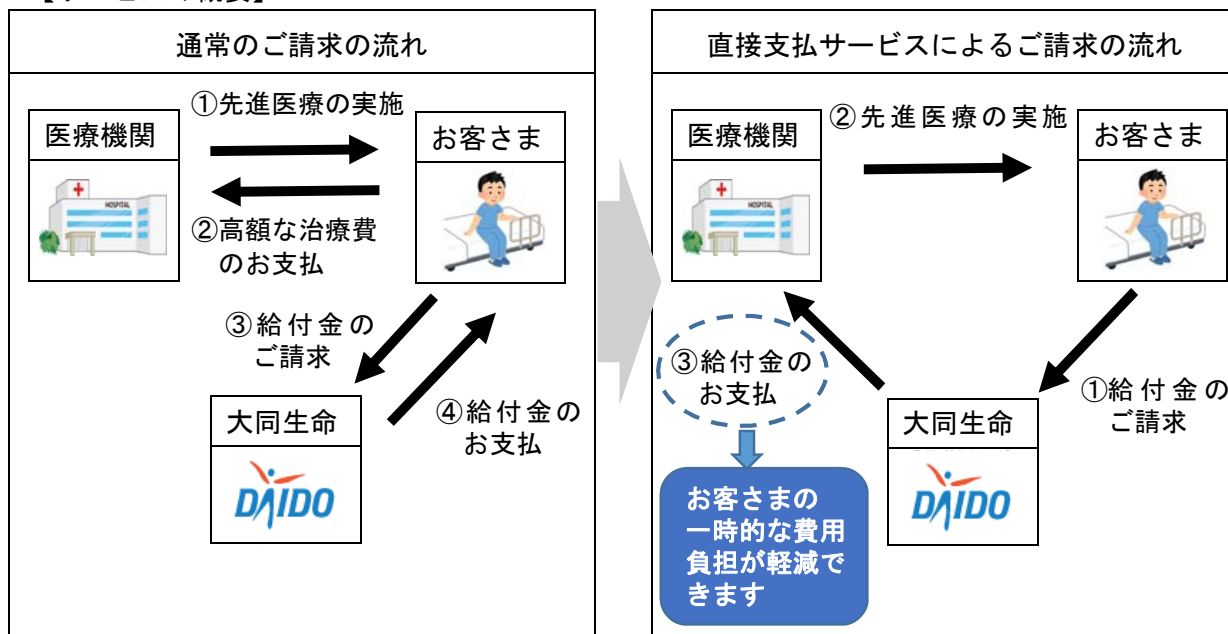 通常のご請求の流れ
①先進医療の実施
医療機関
お客さま
HOSPITAL
②高額な治療費
のお支払
③給付金の
ご請求
大同生命
DAIDO
④給付金の
お支払
直接支払サービスによるご請求の流れ
医療機関
②先進医療の実施
お客さま
HOSPITAL
③給付金の
お支払
①給付金の
ご請求
大同生命
DAIDO
お客さまの
一時的な費用
負担が軽減で
きます